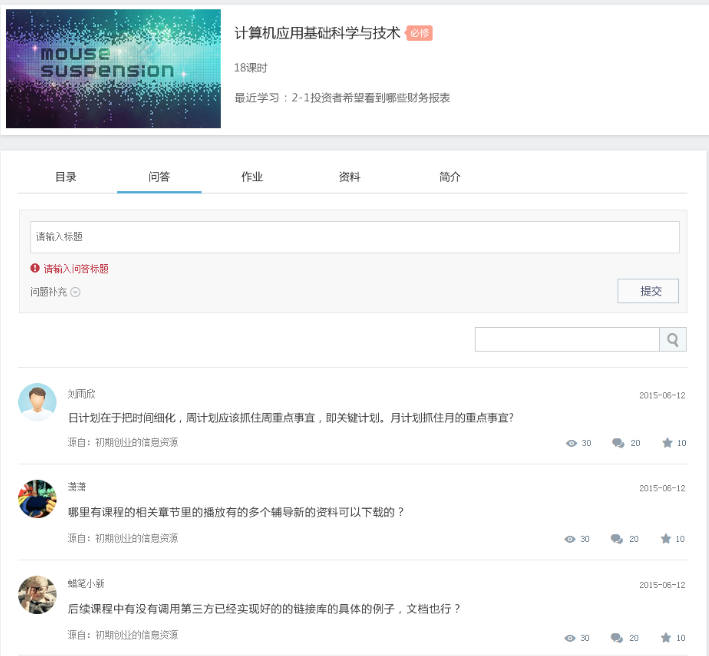 mouse
suspension
计算机应用基础科学与技术 必修
18课时
最近学习：2-1投资者希望看到哪些财务报表
目录 问答 作业 资料 简介
请输入标题
请输入问答标题
问题补充
提交
刘雨欣 2015-06-12
日计划在于把时间细化，周计划应该抓住周重点事宜，即关键计划。月计划抓住月的重点事宜?
源自：初期创业的信息资源 30 20 10
潇潇 2015-06-12
哪里有课程的相关章节里的播放有的多个辅导新的资料可以下载的？
源自：初期创业的信息资源 30 20 10
蜡笔小新 2015-06-12
后续课程中有没有调用第三方已经实现好的的链接库的具体的例子，文档也行？
源自：初期创业的信息资源 30 20 10